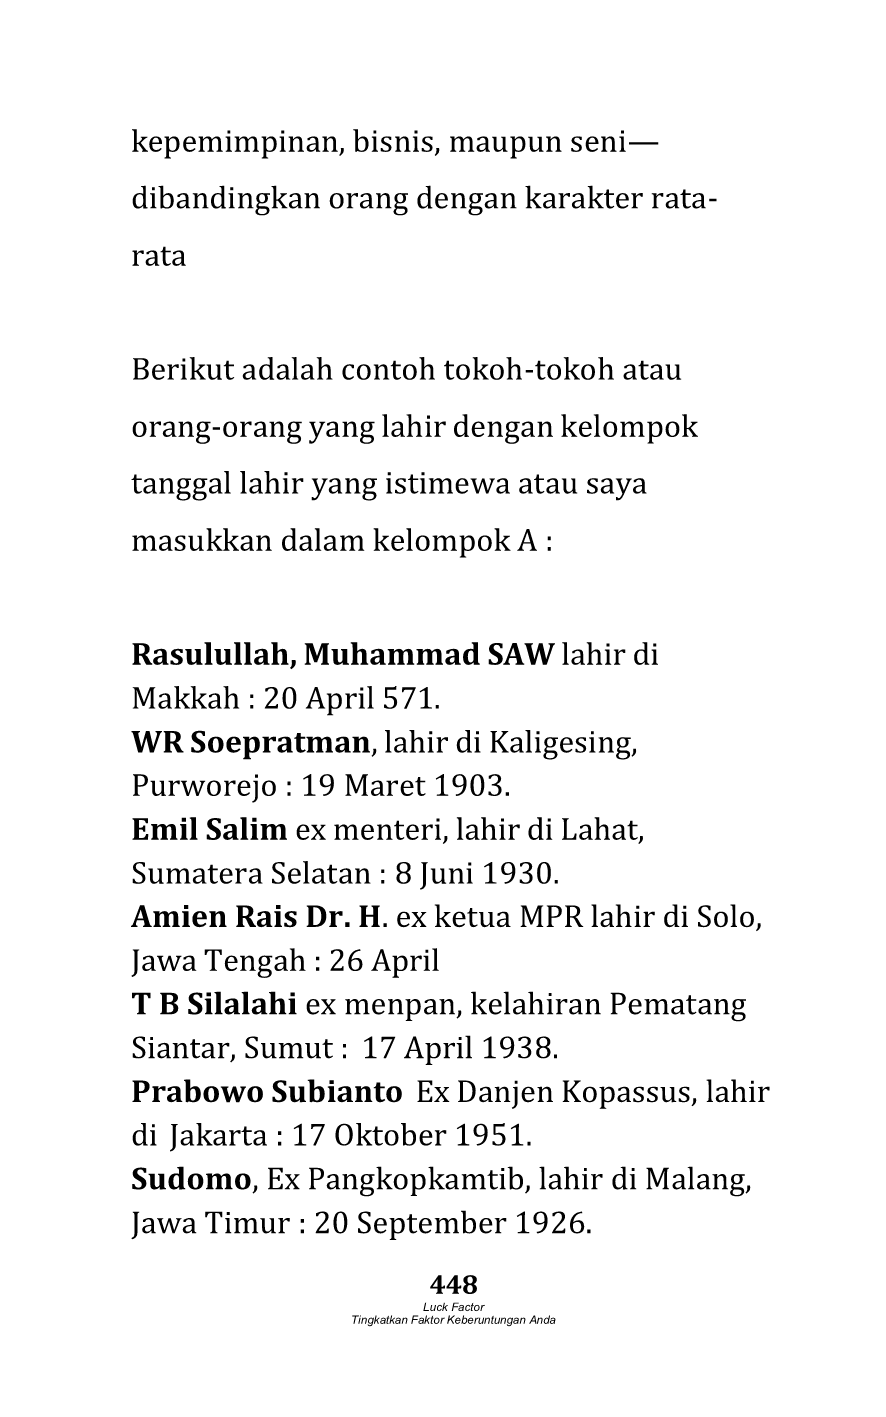 kepemimpinan, bisnis, maupun seni—
dibandingkan orang dengan karakter rata-
rata
Berikut adalah contoh tokoh-tokoh atau
orang-orang yang lahir dengan kelompok
tanggal lahir yang istimewa atau saya
masukkan dalam kelompok A :
Rasulullah, Muhammad SAW lahir di
Makkah : 20 April 571.
WR Soepratman, lahir di Kaligesing,
Purworejo : 19 Maret 1903.
Emil Salim ex menteri, lahir di Lahat,
Sumatera Selatan : 8 Juni 1930.
Amien Rais Dr. H. ex ketua MPR lahir di Solo,
Jawa Tengah : 26 April
T B Silalahi ex menpan, kelahiran Pematang
Siantar, Sumut : 17 April 1938.
Prabowo Subianto Ex Danjen Kopassus, lahir
di Jakarta : 17 Oktober 1951.
Sudomo, Ex Pangkopkamtib, lahir di Malang,
Jawa Timur : 20 September 1926.
448
Luck Factor
Tingkatkan Faktor Keberuntungan Anda